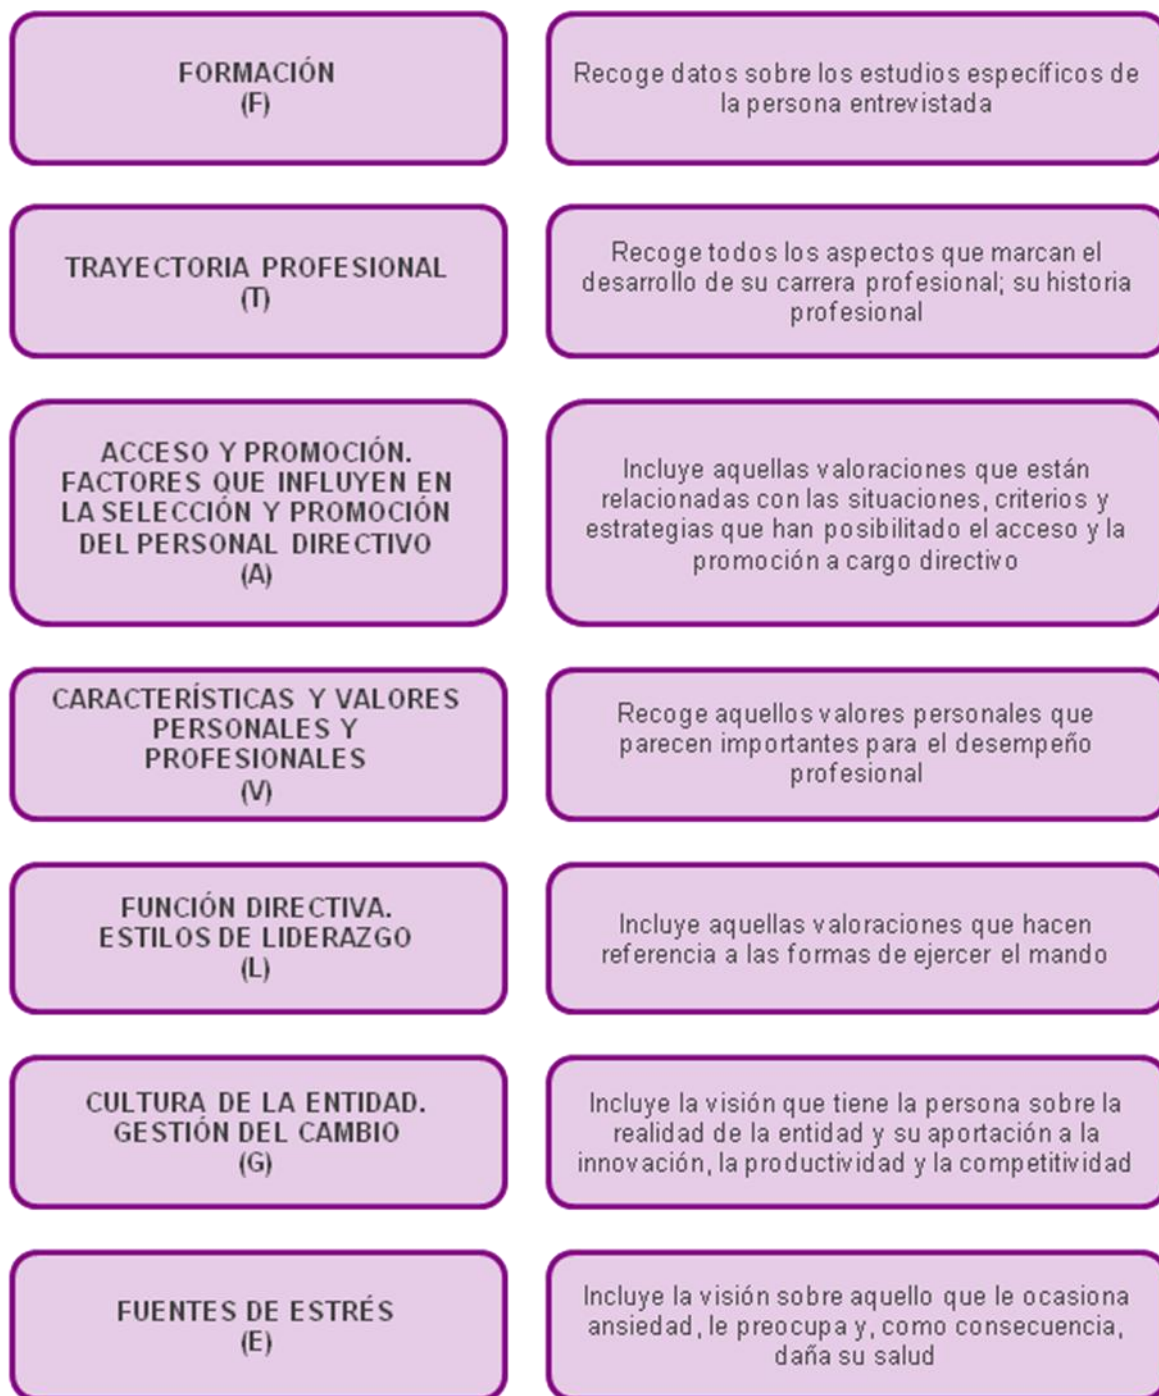 FORMACIÓN
(F)
Recoge datos sobre los estudios específicos de
la persona entrevistada
TRAYECTORIA PROFESIONAL
(T)
Recoge todos los aspectos que marcan el
desarrollo de su carrera profesional; su historia
profesional
ACCESO Y PROMOCIÓN.
FACTORES QUE INFLUYEN EN
LA SELECCIÓN Y PROMOCIÓN
DEL PERSONAL DIRECTIVO
(A)
Incluye aquellas valoraciones que están
relacionadas con las situaciones, criterios y
estrategias que han posibilitado el acceso y la
promoción a cargo directivo
CARACTERÍSTICAS Y VALORES
PERSONALES Y
PROFESIONALES
(V)
Recoge aquellos valores personales que
parecen importantes para el desempeño
profesional
FUNCIÓN DIRECTIVA.
ESTILOS DE LIDERAZGO
(L)
Incluye aquellas valoraciones que hacen
referencia a las formas de ejercer el mando
CULTURA DE LA ENTIDAD.
GESTIÓN DEL CAMBIO
(G)
Incluye la visión que tiene la persona sobre la
realidad de la entidad y su aportación a la
innovación, la productividad y la competitividad
FUENTES DE ESTRÉS
(E)
Incluye la visión sobre aquello que le ocasiona
ansiedad, le preocupa y, como consecuencia,
daña su salud